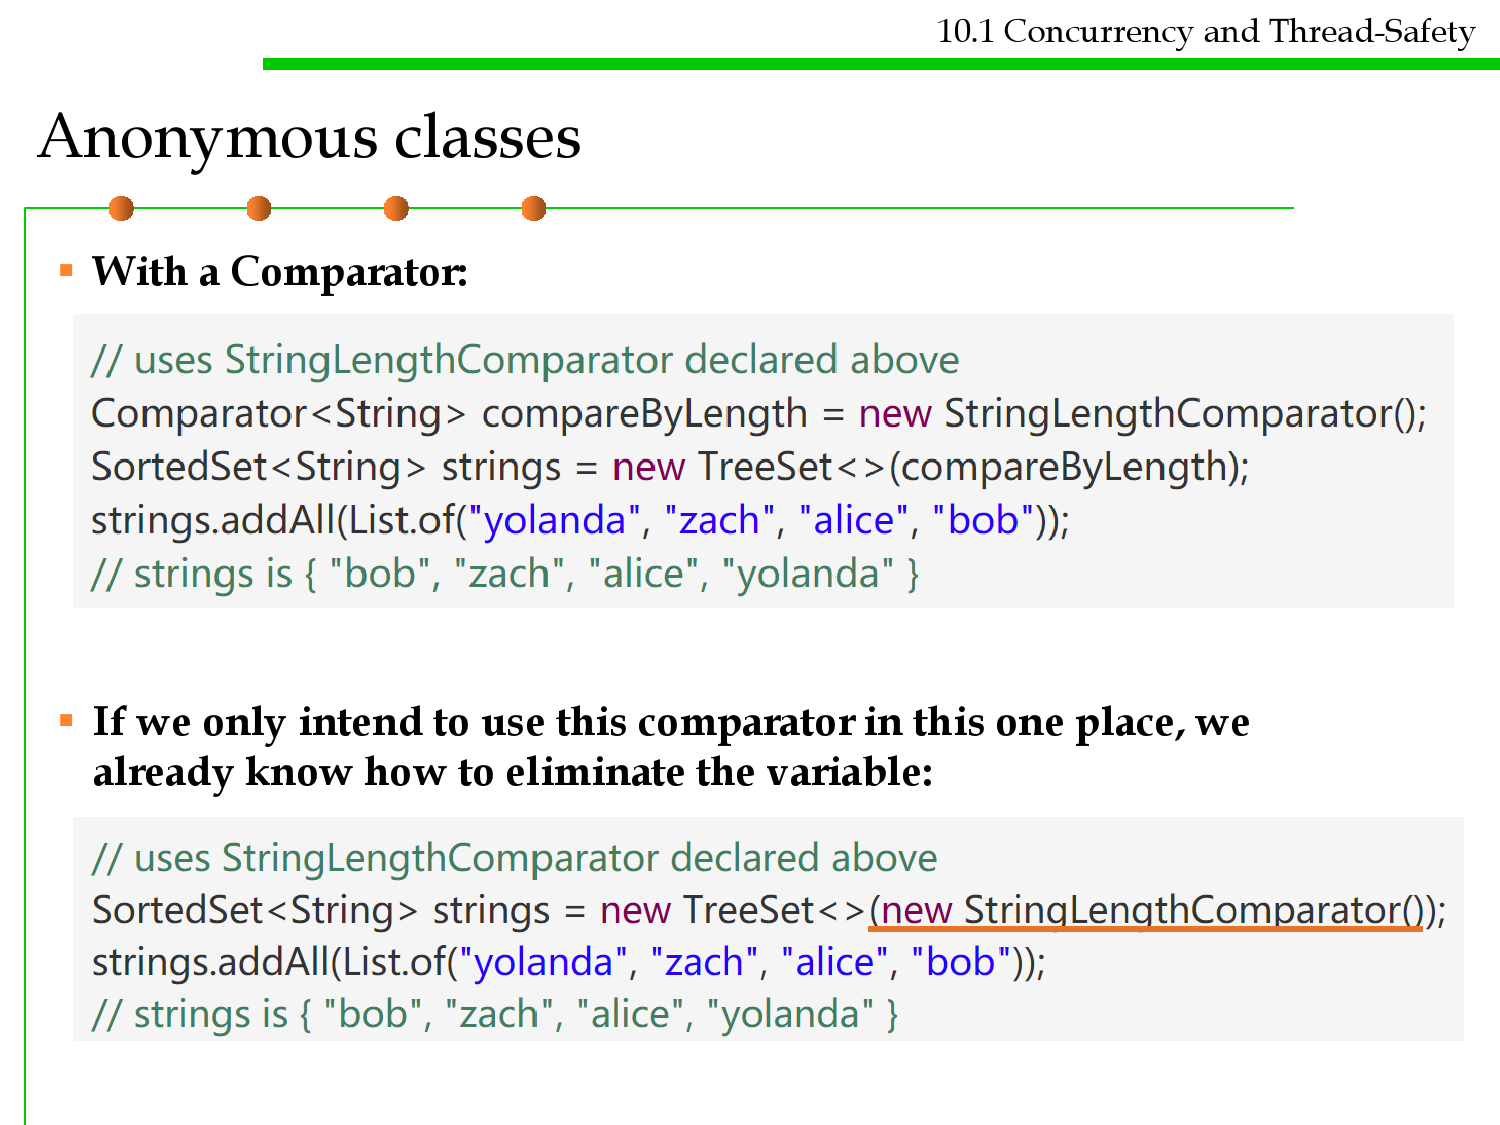 10.1 Concurrency and Thread-Safety
Anonymous classes
With a Comparator:
// uses StringLengthComparator declared above
Comparator<String> compareByLength = new StringLengthComparator();
SortedSet<String> strings = new TreeSet<>(compareByLength);
strings.addAll(List.of("yolanda", "zach", "alice", "bob"));
// strings is { "bob", "zach", "alice", "yolanda" }
If we only intend to use this comparator in this one place, we
already know how to eliminate the variable:
// uses StringLengthComparator declared above
SortedSet<String> strings = new TreeSet<>(new StringLengthComparator());
strings.addAll(List.of("yolanda", "zach", "alice", "bob"));
// strings is { "bob", "zach", "alice", "yolanda" }